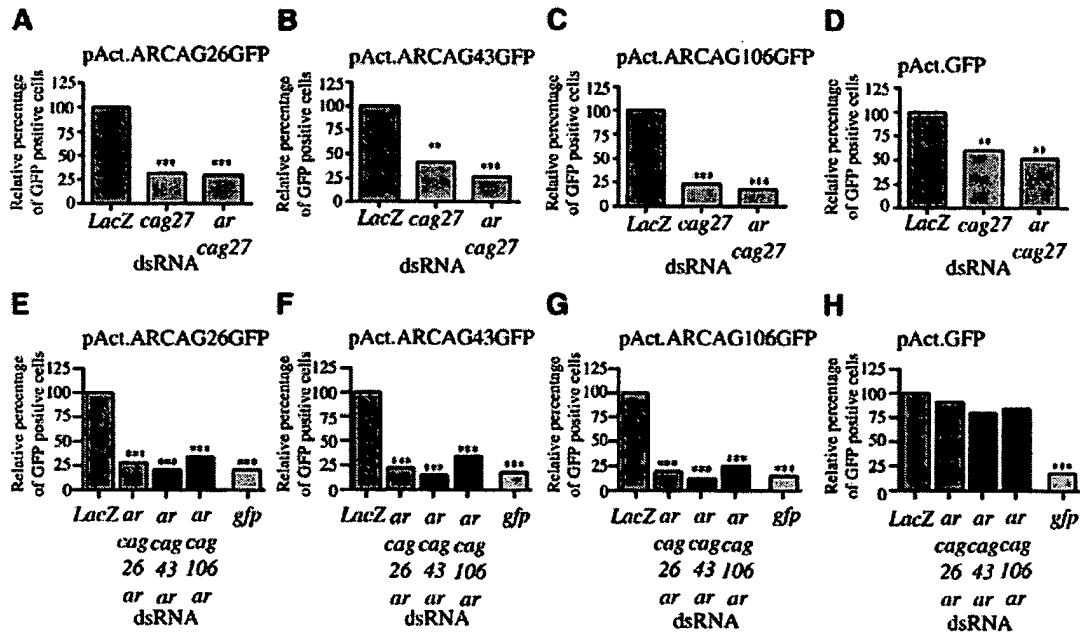 A
pAct.ARCAG26GFP
Relative percentage
of GFP positive cells
125
100
75
50
25
0
***
***
LacZ cag27 ar
cag27
dsRNA
B
pAct.ARCAG43GFP
Relative percentage
of GFP positive cells
125
100
75
50
25
0
**
***
LacZ cag27 ar
cag27
dsRNA
C
pAct.ARCAG106GFP
Relative percentage
of GFP positive cells
125
100
75
50
25
0
***
***
LacZ cag27 ar
cag27
dsRNA
D
pAct.GFP
Relative percentage
of GFP positive cells
125
100
75
50
25
0
**
**
LacZ cag27 ar
cag27
dsRNA
E
pAct.ARCAG26GFP
Relative percentage
of GFP positive cells
125
100
75
50
25
0
***
***
***
***
LacZ ar ar ar gfp
cag cag cag
26 43 106
ar ar ar
dsRNA
F
pAct.ARCAG43GFP
Relative percentage
of GFP positive cells
125
100
75
50
25
0
***
***
***
***
LacZ ar ar ar gfp
cag cag cag
26 43 106
ar ar ar
dsRNA
G
pAct.ARCAG106GFP
Relative percentage
of GFP positive cells
125
100
75
50
25
0
***
***
***
***
LacZ ar ar ar gfp
cag cag cag
26 43 106
ar ar ar
dsRNA
H
pAct.GFP
Relative percentage
of GFP positive cells
125
100
75
50
25
0
***
LacZ ar ar ar gfp
cag cag cag
26 43 106
ar ar ar
dsRNA